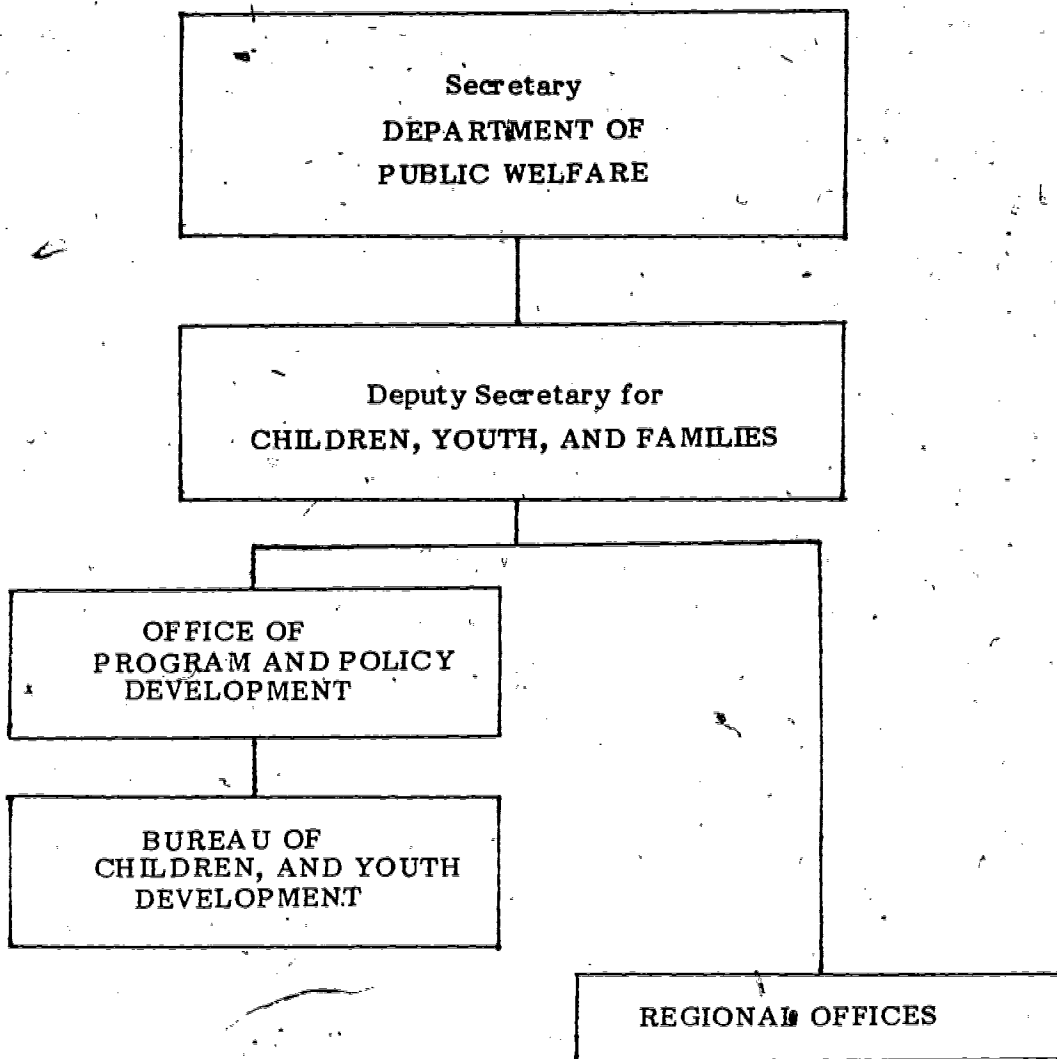 Secretary
DEPARTMENT OF
PUBLIC WELFARE
Deputy Secretary for
CHILDREN, YOUTH, AND FAMILIES
OFFICE OF
PROGRAM AND POLICY
DEVELOPMENT
BUREAU OF
CHILDREN, AND YOUTH
DEVELOPMENT
REGIONAL OFFICES